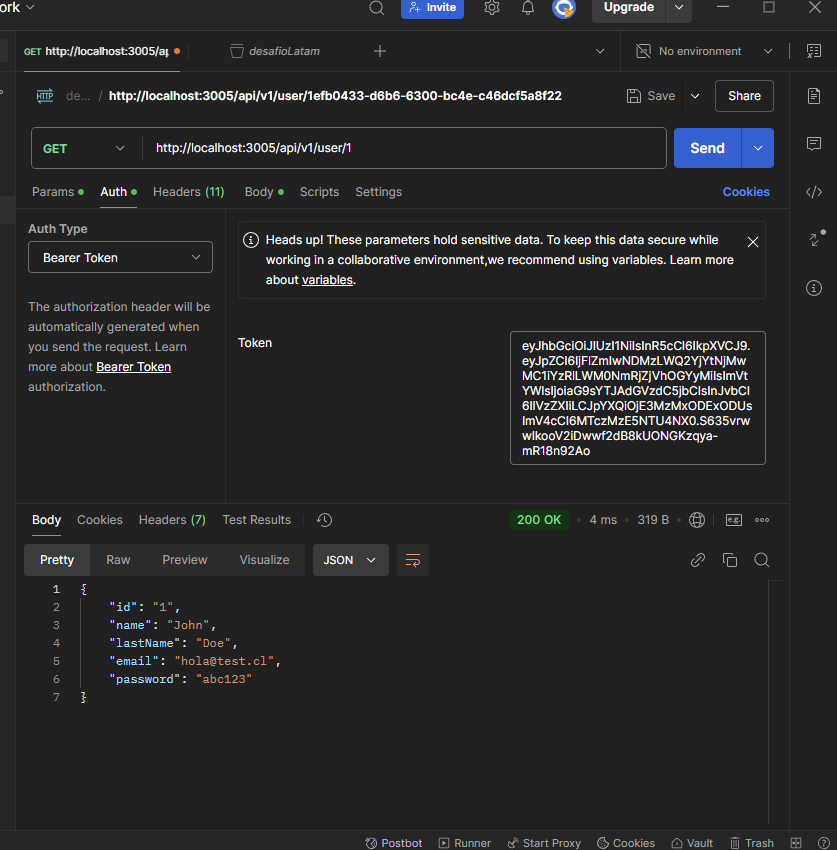 ork
Invite
Upgrade
GET http://localhost:3005/a
desafioLatam
No environment
HTTP de... / http://localhost:3005/api/v1/user/1efb0433-d6b6-6300-bc4e-c46dcf5a8f22
Save
Share
GET
http://localhost:3005/api/v1/user/1
Send
Params
Auth
Headers (11)
Body
Scripts
Settings
Cookies
Auth Type
Bearer Token
The authorization header will be
automatically generated when
you send the request. Learn
more about Bearer Token
authorization.
Heads up! These parameters hold sensitive data. To keep this data secure while
working in a collaborative environment,we recommend using variables. Learn more
about variables.
Token
Body
Cookies
Headers (7)
Test Results
200 OK
4 ms
319 B
e.g.
Pretty
Raw
Preview
Visualize
JSON
1 {
2 "id": "1",
3 "name": "John",
4 "lastName": "Doe",
5 "email": "hola@test.cl",
6 "password": "abc123"
7 }
Postbot
Runner
Start Proxy
Cookies
Vault
Trash